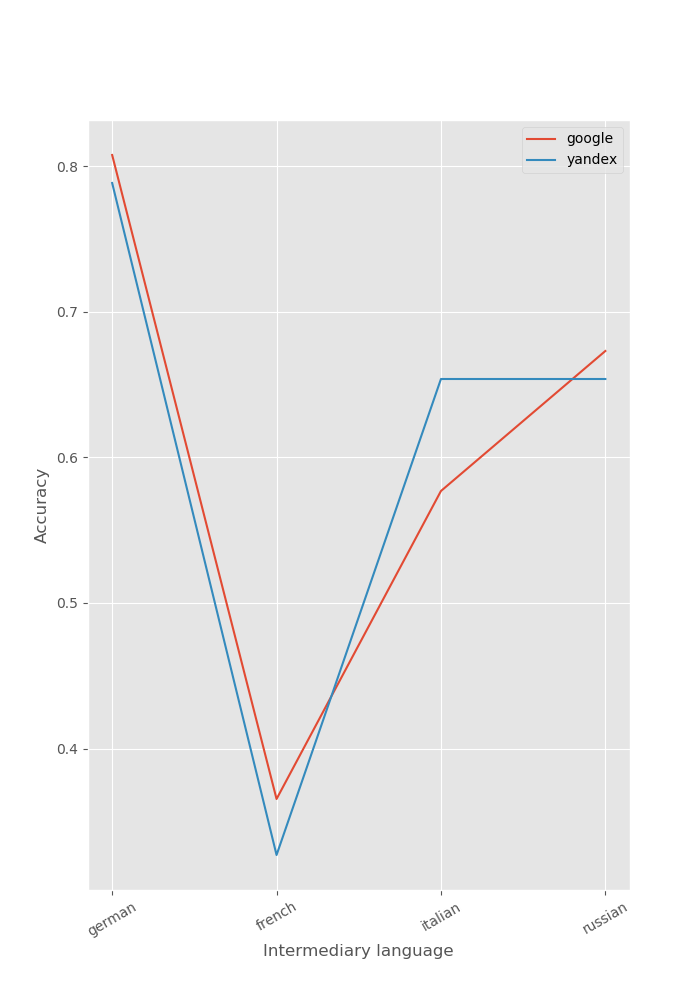 google
yandex
0.8
0.7
0.6
0.5
0.4
Accuracy
german
french
italian
russian
Intermediary language